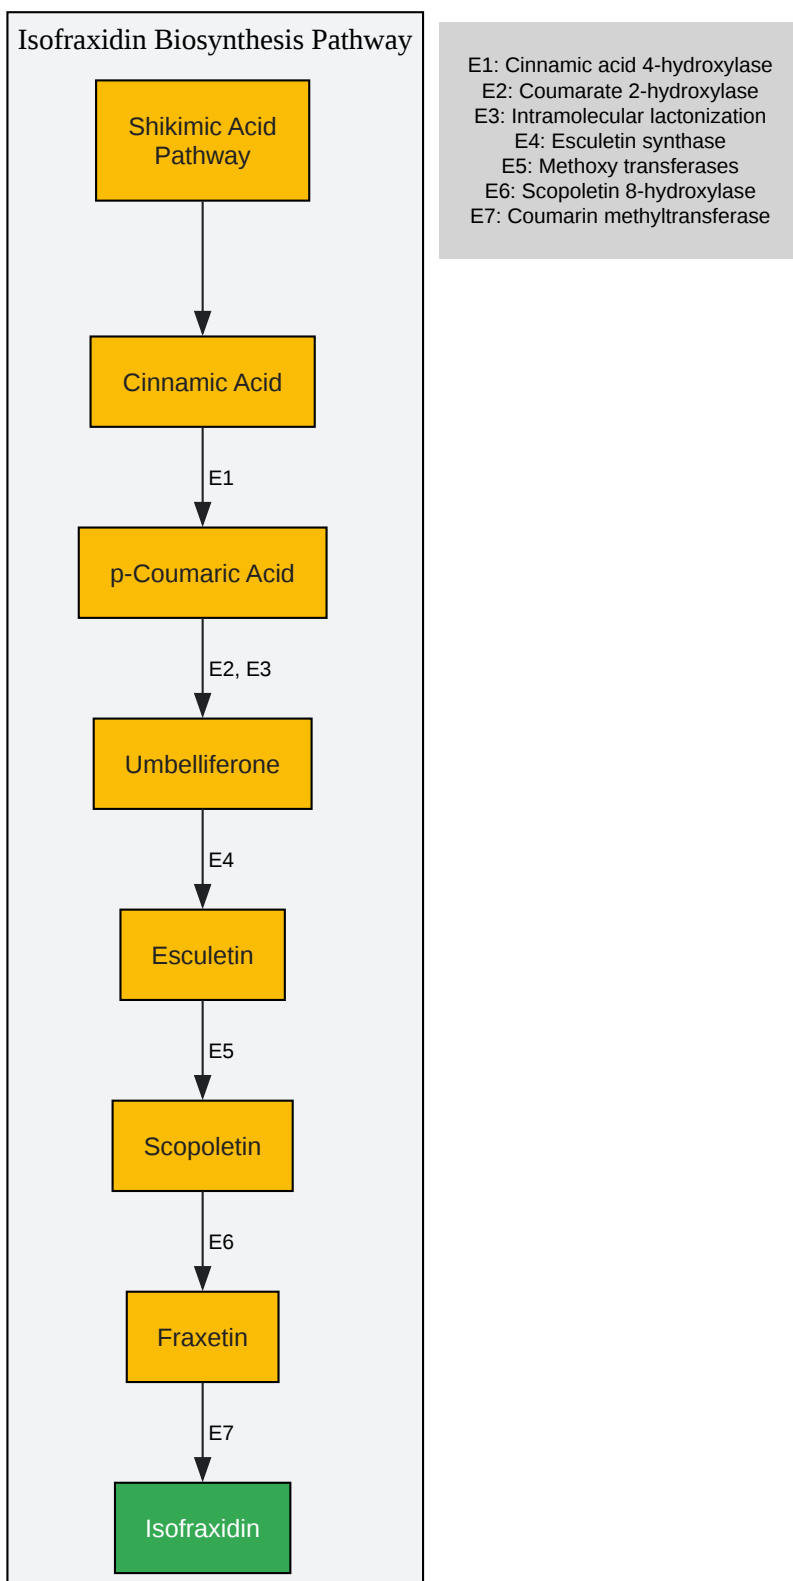 Isofraxidin Biosynthesis Pathway
Shikimic Acid
Pathway
Cinnamic Acid
E1
p-Coumaric Acid
E2, E3
Umbelliferone
E4
Esculetin
E5
Scopoletin
E6
Fraxetin
E7
Isofraxidin
E1: Cinnamic acid 4-hydroxylase
E2: Coumarate 2-hydroxylase
E3: Intramolecular lactonization
E4: Esculetin synthase
E5: Methoxy transferases
E6: Scopoletin 8-hydroxylase
E7: Coumarin methyltransferase